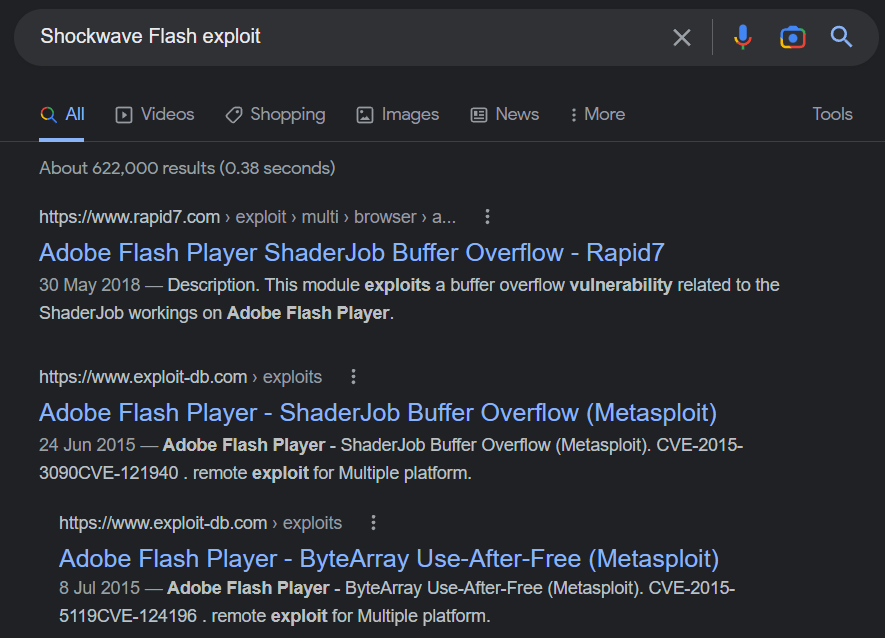 Shockwave Flash exploit
All Videos Shopping Images News More Tools
About 622,000 results (0.38 seconds)
https://www.rapid7.com › exploit › multi › browser › a...
Adobe Flash Player ShaderJob Buffer Overflow - Rapid7
30 May 2018 — Description. This module exploits a buffer overflow vulnerability related to the
ShaderJob workings on Adobe Flash Player.
https://www.exploit-db.com › exploits
Adobe Flash Player - ShaderJob Buffer Overflow (Metasploit)
24 Jun 2015 — Adobe Flash Player - ShaderJob Buffer Overflow (Metasploit). CVE-2015-
3090CVE-121940 . remote exploit for Multiple platform.
https://www.exploit-db.com › exploits
Adobe Flash Player - ByteArray Use-After-Free (Metasploit)
8 Jul 2015 — Adobe Flash Player - ByteArray Use-After-Free (Metasploit). CVE-2015-
5119CVE-124196 . remote exploit for Multiple platform.